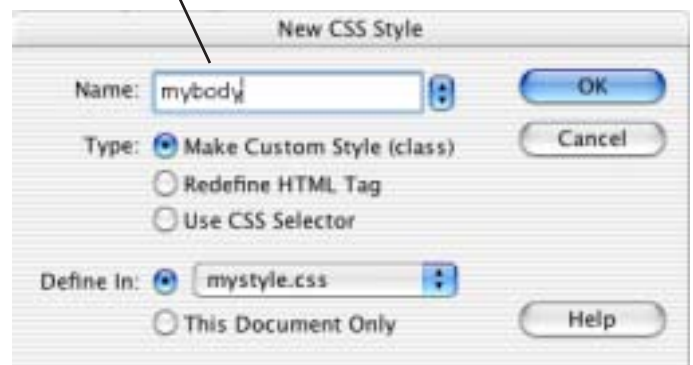 New CSS Style
Name: mybody OK
Type: Make Custom Style (class) Cancel
Redefine HTML Tag
Use CSS Selector
Define In: mystyle.css
This Document Only Help